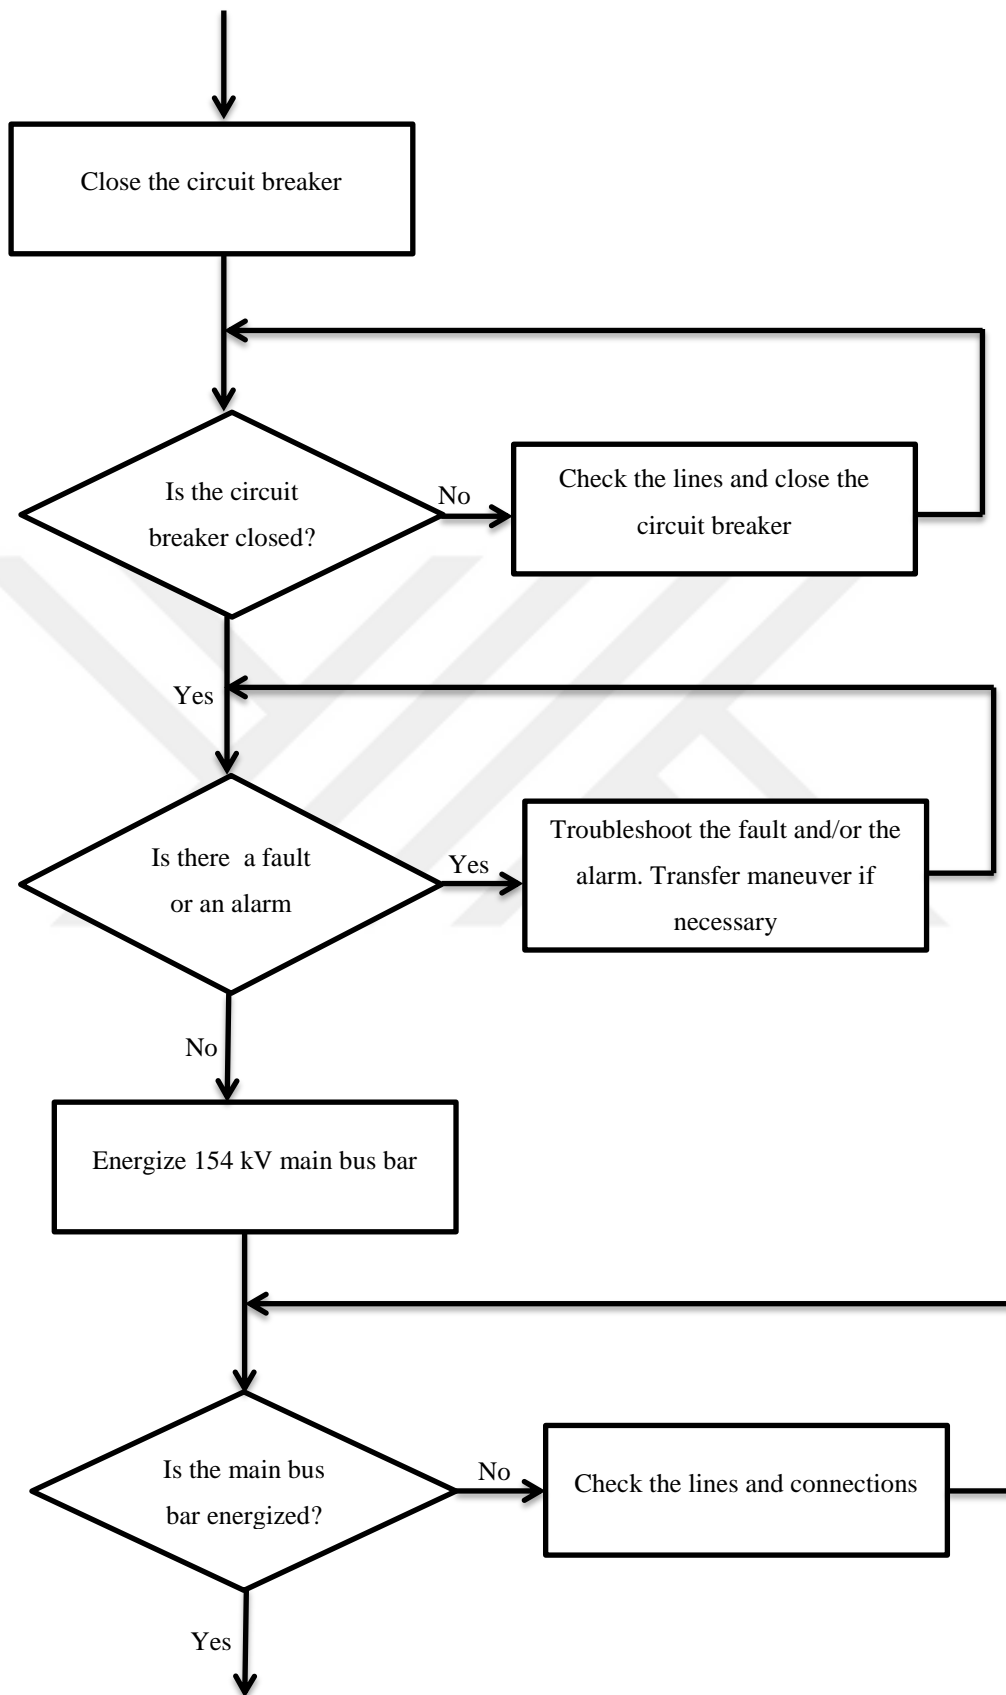 Close the circuit breaker
Is the circuit
breaker closed?
No
Check the lines and close the
circuit breaker
Yes
Is there  a fault
or an alarm
Yes
Troubleshoot the fault and/or the
alarm. Transfer maneuver if
necessary
No
Energize 154 kV main bus bar
Is the main bus
bar energized?
No
Check the lines and connections
Yes